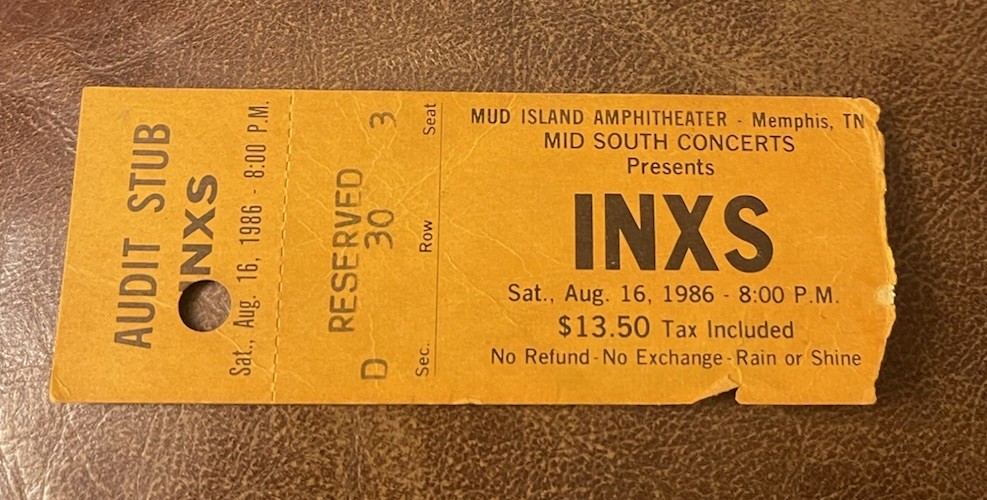 AUDIT STUB
INXS
Sat., Aug. 16, 1986 - 8:00 P.M.
RESERVED
D 30 3
Sec. Row Seat
MUD ISLAND AMPHITHEATER - Memphis, TN
MID SOUTH CONCERTS
Presents
INXS
Sat., Aug. 16, 1986 - 8:00 P.M.
$13.50 Tax Included
No Refund - No Exchange - Rain or Shine